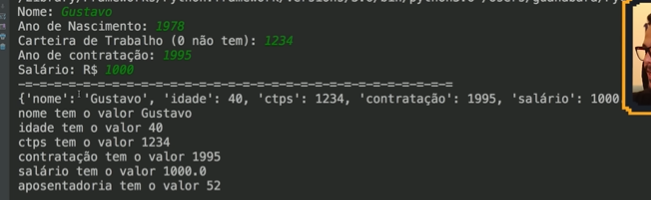 Nome: Gustavo
Ano de Nascimento: 1978
Carteira de Trabalho (0 não tem): 1234
Ano de contratação: 1995
Salário: R$ 1000
-=-=-=-=-=-=-=-=-=-=-=-=-=-=-=-=-=-=-=-=-=-=-=-=-=-=-=-=-=-=
{'nome': 'Gustavo', 'idade': 40, 'ctps': 1234, 'contratação': 1995, 'salário': 1000
nome tem o valor Gustavo
idade tem o valor 40
ctps tem o valor 1234
contratação tem o valor 1995
salário tem o valor 1000.0
aposentadoria tem o valor 52